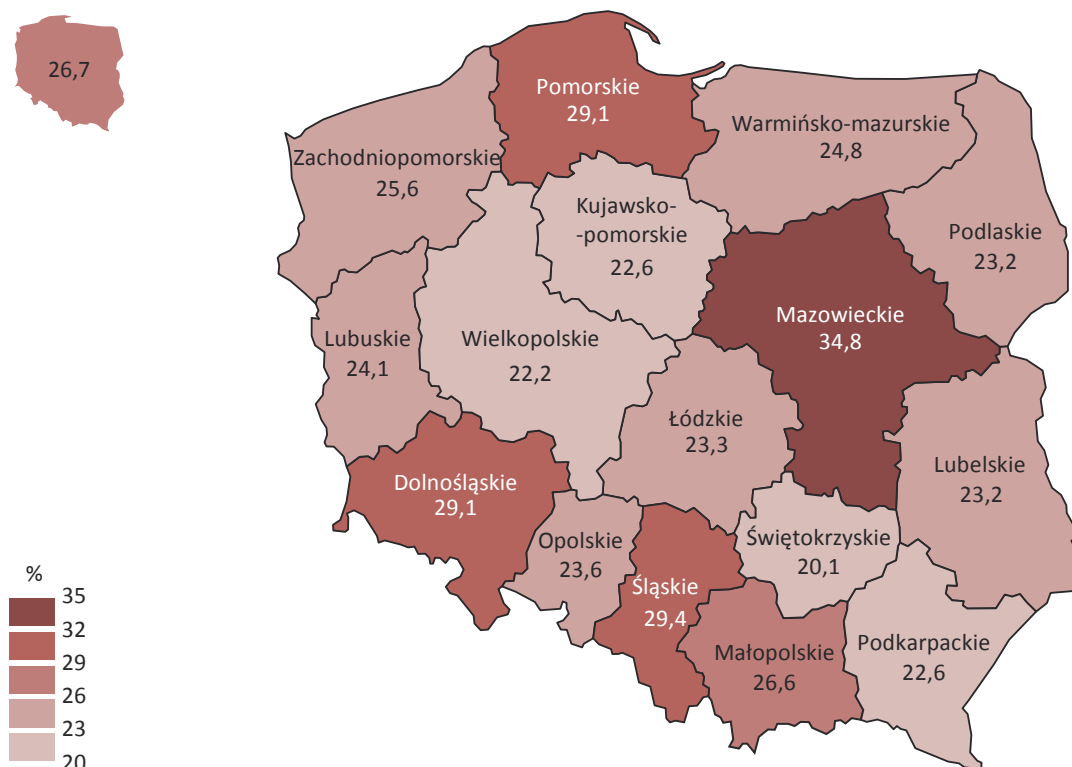 26,7
Pomorskie
29,1
Warmińsko-mazurskie
24,8
Zachodniopomorskie
25,6
Kujawsko-
-pomorskie
22,6
Podlaskie
23,2
Mazowieckie
34,8
Lubuskie
24,1
Wielkopolskie
22,2
Łódzkie
23,3
Lubelskie
23,2
Dolnośląskie
29,1
Opolskie
23,6
Świętokrzyskie
20,1
Śląskie
29,4
Małopolskie
26,6
Podkarpackie
22,6
%
35
32
29
26
23
20